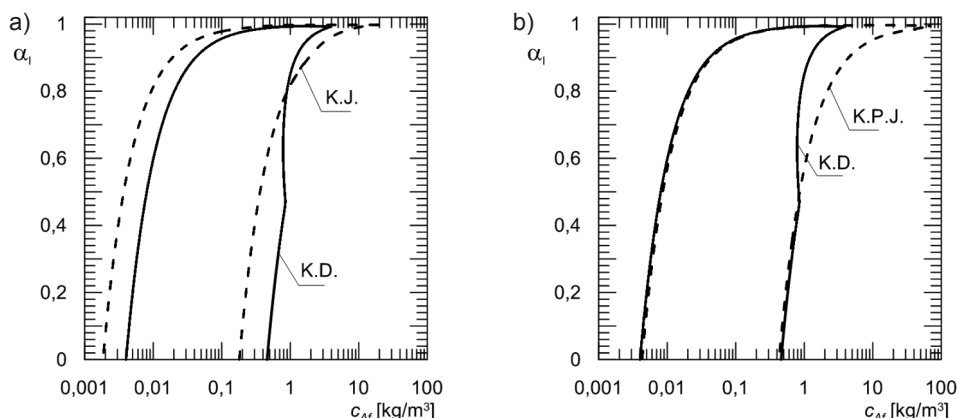 a)
α_l
1
0,8
0,6
0,4
0,2
0
0,001 0,01 0,1 1 10 100
c_Af [kg/m³]
K.J.
K.D.
b)
α_l
1
0,8
0,6
0,4
0,2
0
0,001 0,01 0,1 1 10 100
c_Af [kg/m³]
K.P.J.
K.D.